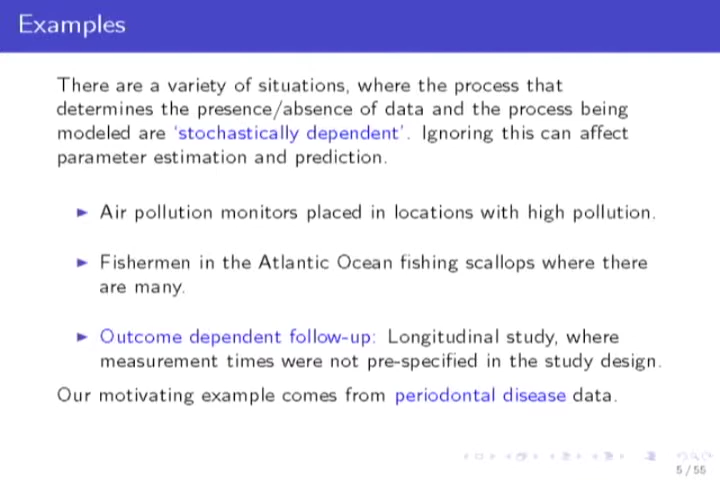 Examples
There are a variety of situations, where the process that
determines the presence/absence of data and the process being
modeled are ‘stochastically dependent’. Ignoring this can affect
parameter estimation and prediction.
Air pollution monitors placed in locations with high pollution.
Fishermen in the Atlantic Ocean fishing scallops where there
are many.
Outcome dependent follow-up: Longitudinal study, where
measurement times were not pre-specified in the study design.
Our motivating example comes from periodontal disease data.
5 / 55